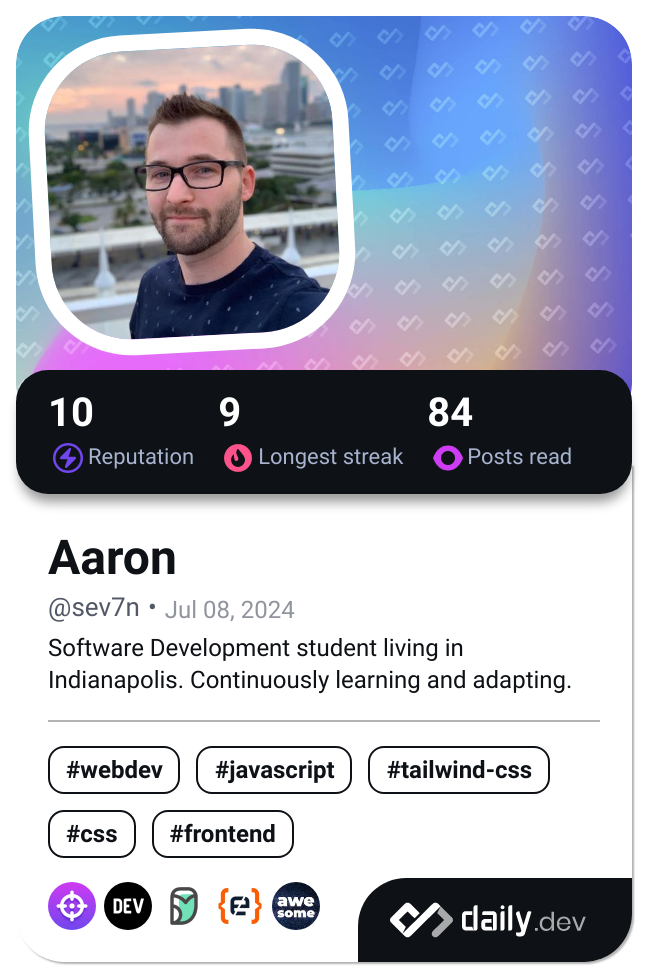 10 9 84
Reputation Longest streak Posts read
Aaron
@sev7n • Jul 08, 2024
Software Development student living in
Indianapolis. Continuously learning and adapting.
#webdev #javascript #tailwind-css
#css #frontend
DEV awe
some
daily.dev